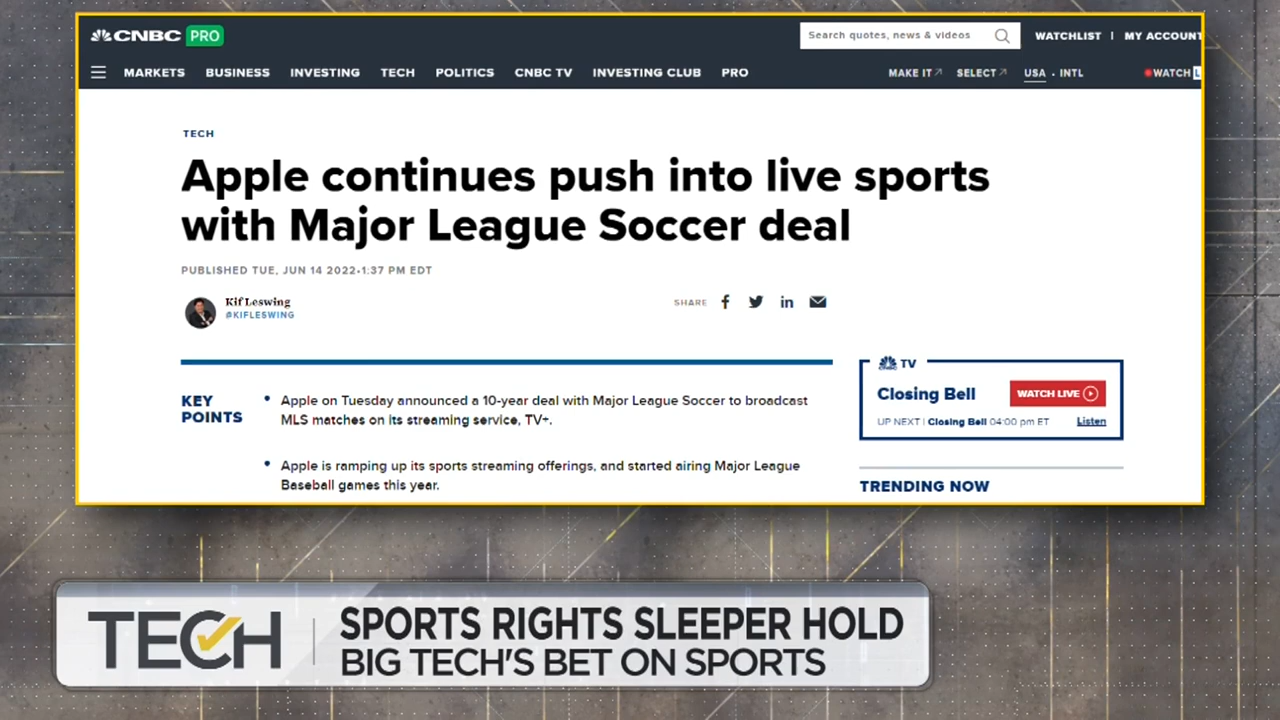 CNBC PRO
Search quotes, news & videos
WATCHLIST | MY ACCOUNT
MARKETS BUSINESS INVESTING TECH POLITICS CNBC TV INVESTING CLUB PRO
MAKE IT SELECT USA · INTL WATCH L
TECH
Apple continues push into live sports
with Major League Soccer deal
PUBLISHED TUE, JUN 14 2022•1:37 PM EDT
Kif Leswing
@KIFLESWING
SHARE
KEY
POINTS
• Apple on Tuesday announced a 10-year deal with Major League Soccer to broadcast
MLS matches on its streaming service, TV+.
• Apple is ramping up its sports streaming offerings, and started airing Major League
Baseball games this year.
CNBC TV
Closing Bell
WATCH LIVE
UP NEXT | Closing Bell 04:00 pm ET
Listen
TRENDING NOW
TECH
SPORTS RIGHTS SLEEPER HOLD
BIG TECH'S BET ON SPORTS